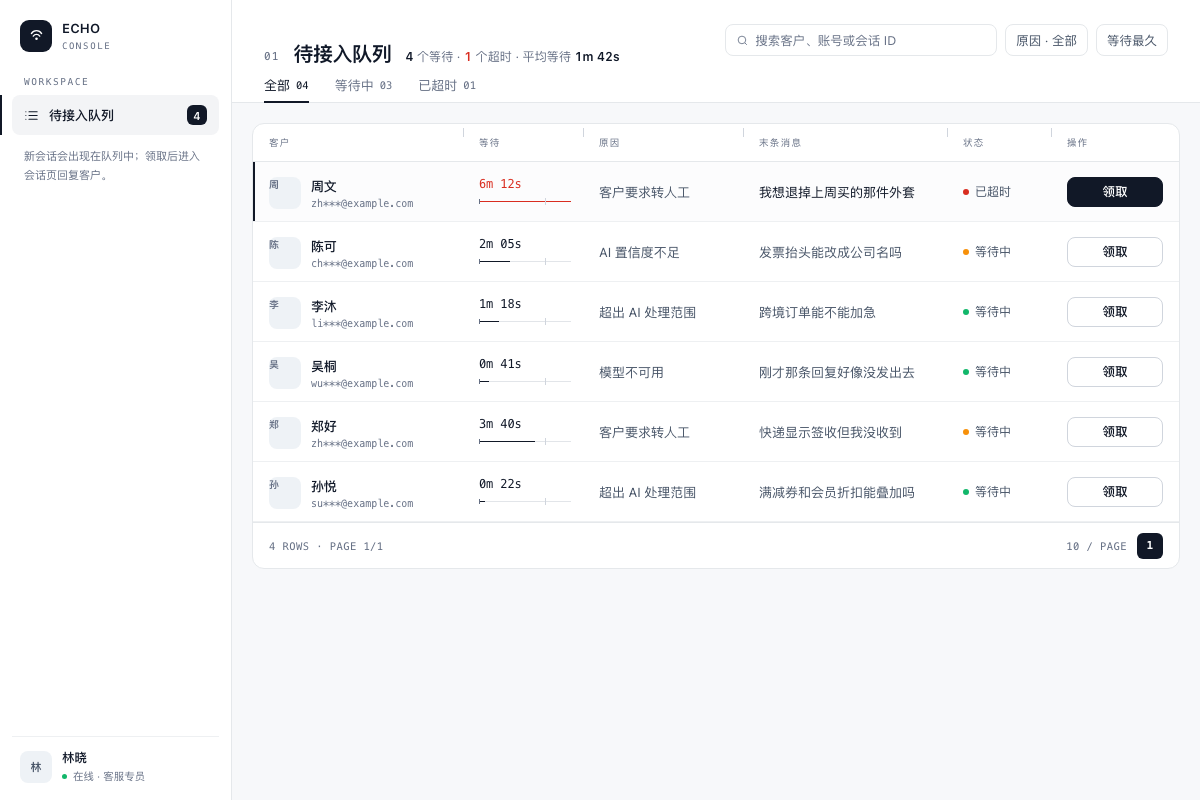 ECHO
CONSOLE
WORKSPACE
待接入队列 4
新会话会出现在队列中；领取后进入
会话页回复客户。
林 林晓
在线 · 客服专员
01 待接入队列 4 个等待 · 1 个超时 · 平均等待 1m 42s
搜索客户、账号或会话 ID 原因 · 全部 等待最久
全部 04 等待中 03 已超时 01
客户 等待 原因 末条消息 状态 操作
周 周文 6m 12s 客户要求转人工 我想退掉上周买的那件外套 已超时 领取
zh***@example.com
陈 陈可 2m 05s AI 置信度不足 发票抬头能改成公司名吗 等待中 领取
ch***@example.com
李 李沐 1m 18s 超出 AI 处理范围 跨境订单能不能加急 等待中 领取
li***@example.com
吴 吴桐 0m 41s 模型不可用 刚才那条回复好像没发出去 等待中 领取
wu***@example.com
郑 郑好 3m 40s 客户要求转人工 快递显示签收但我没收到 等待中 领取
zh***@example.com
孙 孙悦 0m 22s 超出 AI 处理范围 满减券和会员折扣能叠加吗 等待中 领取
su***@example.com
4 ROWS · PAGE 1/1 10 / PAGE 1